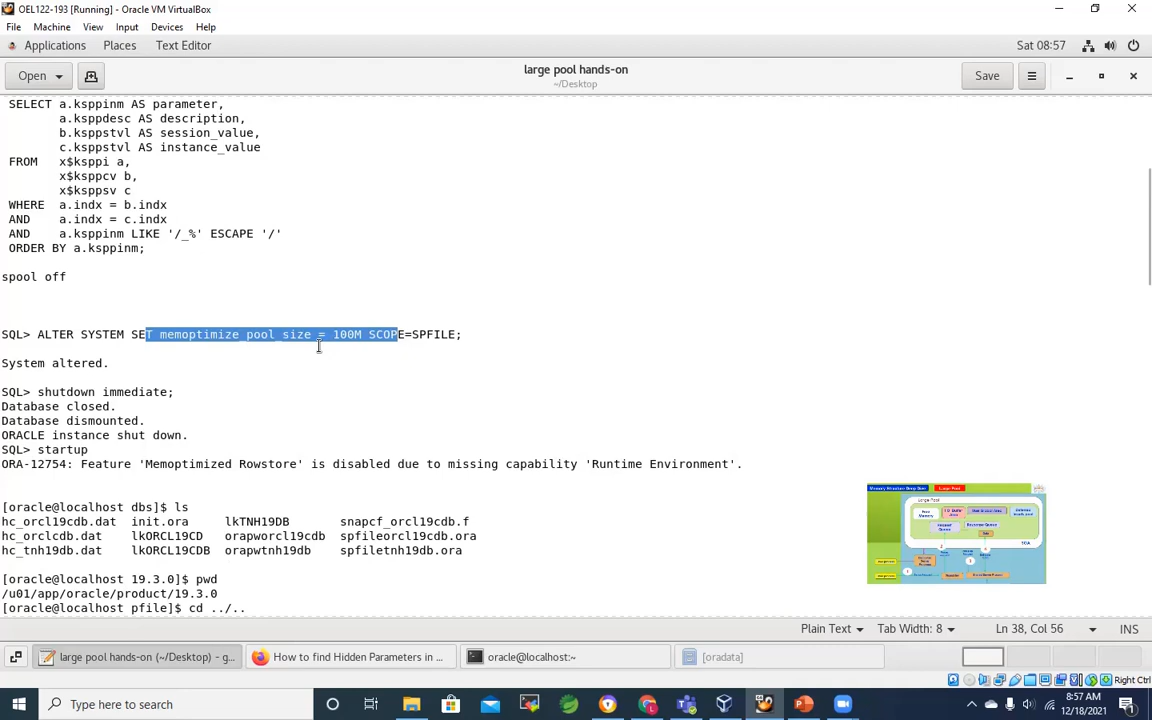 OEL122-193 [Running] - Oracle VM VirtualBox
File Machine View Input Devices Help
Applications Places Text Editor Sat 08:57
Open large pool hands-on Save
~/Desktop
SELECT a.ksppinm AS parameter,
a.ksppdesc AS description,
b.ksppstvl AS session_value,
c.ksppstvl AS instance_value
FROM x$ksppi a,
x$ksppcv b,
x$ksppsv c
WHERE a.indx = b.indx
AND a.indx = c.indx
AND a.ksppinm LIKE '/_%' ESCAPE '/'
ORDER BY a.ksppinm;
spool off
SQL> ALTER SYSTEM SET memoptimize_pool_size = 100M SCOPE=SPFILE;
System altered.
SQL> shutdown immediate;
Database closed.
Database dismounted.
ORACLE instance shut down.
SQL> startup
ORA-12754: Feature 'Memoptimized Rowstore' is disabled due to missing capability 'Runtime Environment'.
[oracle@localhost dbs]$ ls
hc_orcl19cdb.dat init.ora lkTNH19DB snapcf_orcl19cdb.f
hc_orclcdb.dat lkORCL19CD orapworcl19cdb spfileorcl19cdb.ora
hc_tnh19db.dat lkORCL19CDB orapwtnh19db spfiletnh19db.ora
[oracle@localhost 19.3.0]$ pwd
/u01/app/oracle/product/19.3.0
[oracle@localhost pfile]$ cd ../..
Large Pool
Plain Text Tab Width: 8 Ln 38, Col 56 INS
large pool hands-on (~/Desktop) - g... How to find Hidden Parameters in ... oracle@localhost:~ [oradata]
Right Ctrl
Type here to search
8:57 AM
12/18/2021